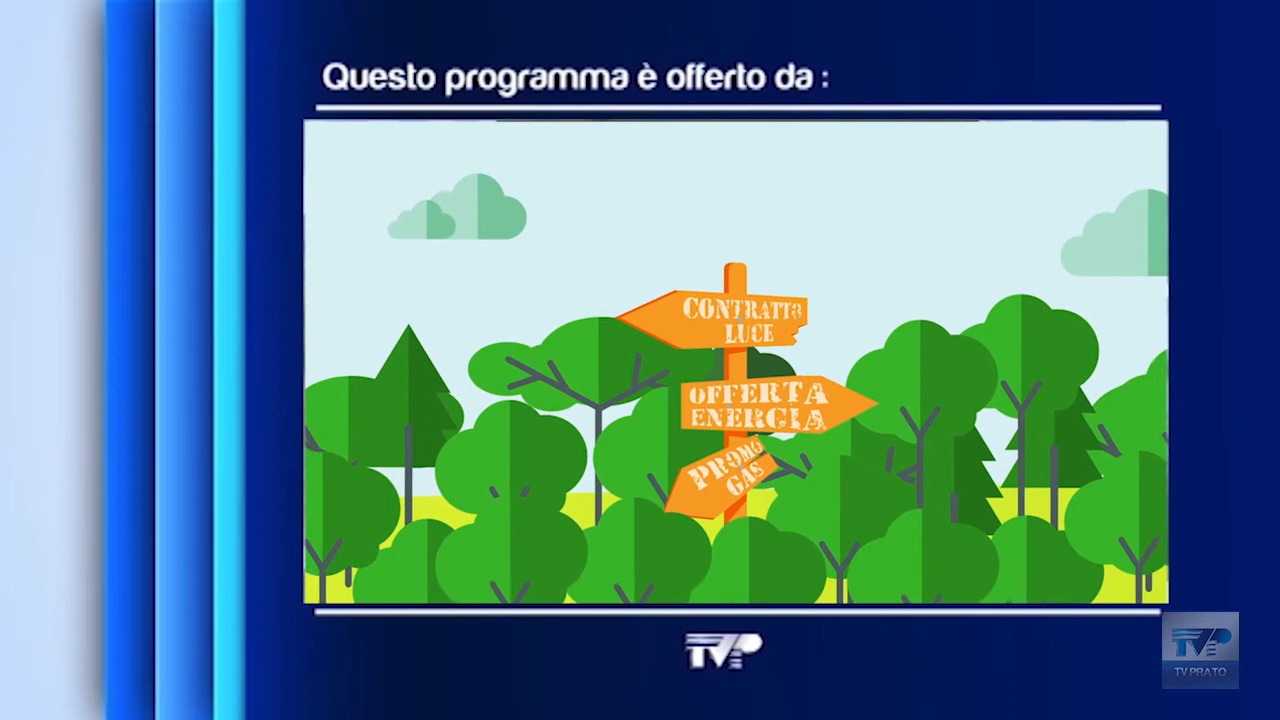 Questo programma è offerto da :
CONTRATTO
LUCE
OFFERTA
ENERGIA
PROMO
GAS
TVP
TVP
TV PRATO